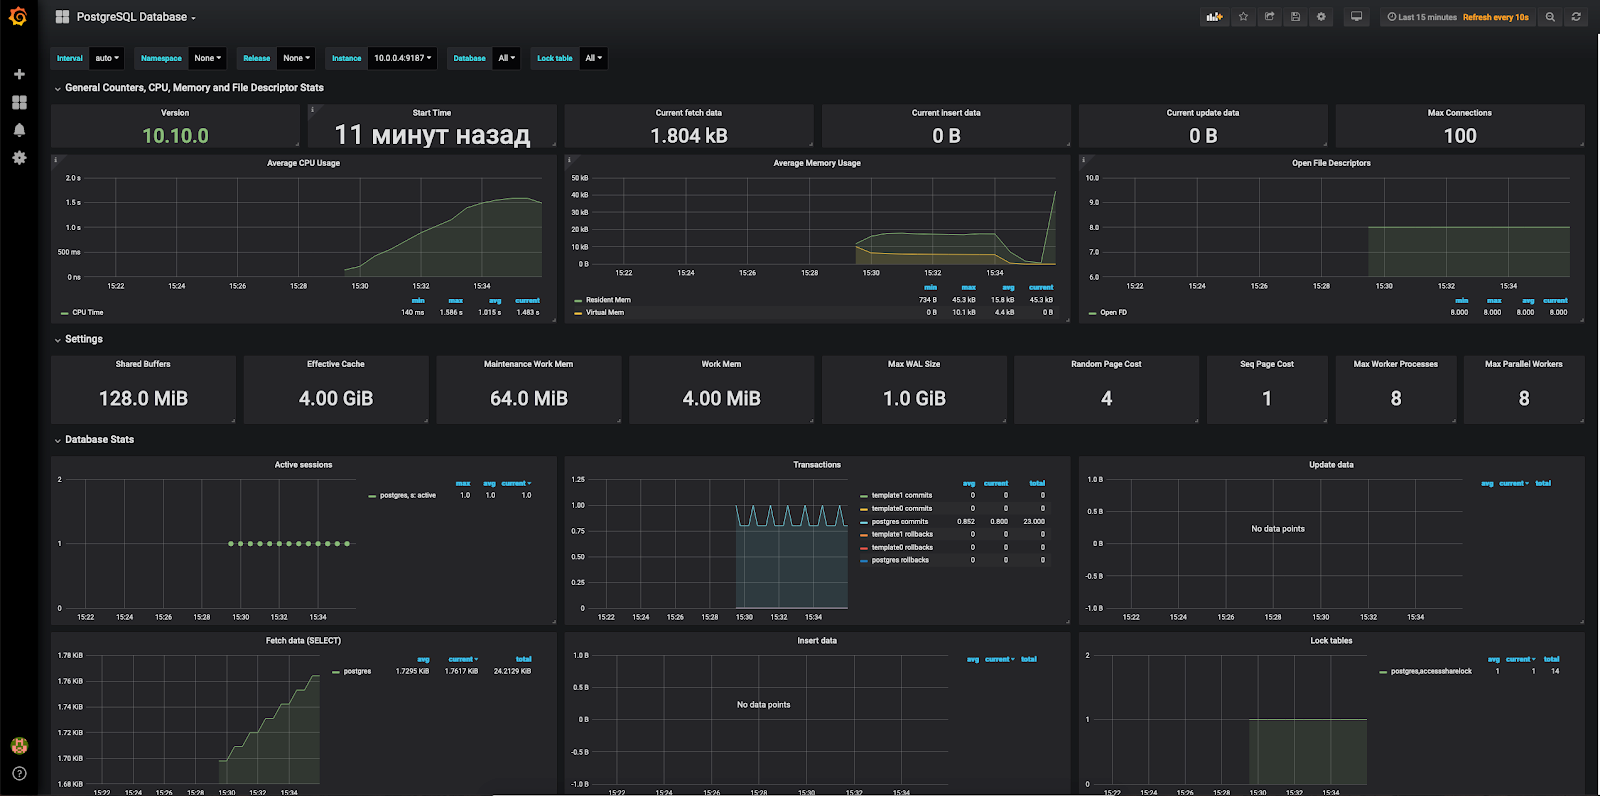 PostgreSQL Database
Last 15 minutes Refresh every 10s
Interval auto Namespace None Release None Instance 10.0.0.4:9187 Database All Lock table All
General Counters, CPU, Memory and File Descriptor Stats
Version
10.10.0
Start Time
11 минут назад
Current fetch data
1.804 kB
Current insert data
0 B
Current update data
0 B
Max Connections
100
Average CPU Usage
2.0 s
1.5 s
1.0 s
500 ms
0 ns
15:22 15:24 15:26 15:28 15:30 15:32 15:34
min max avg current
CPU Time 140 ms 1.586 s 1.015 s 1.483 s
Average Memory Usage
50 kB
40 kB
30 kB
20 kB
10 kB
0 B
15:22 15:24 15:26 15:28 15:30 15:32 15:34
min max avg current
Resident Mem 734 B 45.3 kB 15.8 kB 45.3 kB
Virtual Mem 0 B 10.1 kB 4.4 kB 0 B
Open File Descriptors
10.0
9.0
8.0
7.0
6.0
15:22 15:24 15:26 15:28 15:30 15:32 15:34
min max avg current
Open FD 8.000 8.000 8.000 8.000
Settings
Shared Buffers
128.0 MiB
Effective Cache
4.00 GiB
Maintenance Work Mem
64.0 MiB
Work Mem
4.00 MiB
Max WAL Size
1.0 GiB
Random Page Cost
4
Seq Page Cost
1
Max Worker Processes
8
Max Parallel Workers
8
Database Stats
Active sessions
2
1
0
15:22 15:24 15:26 15:28 15:30 15:32 15:34
max avg current
postgres, s: active 1.0 1.0 1.0
Transactions
1.25
1.00
0.75
0.50
0.25
0
15:22 15:24 15:26 15:28 15:30 15:32 15:34
avg current total
template1 commits 0 0 0
template0 commits 0 0 0
postgres commits 0.852 0.800 23.000
template1 rollbacks 0 0 0
template0 rollbacks 0 0 0
postgres rollbacks 0 0 0
Update data
1.0 B
0.5 B
0 B
-0.5 B
-1.0 B
No data points
15:22 15:24 15:26 15:28 15:30 15:32 15:34
avg current total
Fetch data (SELECT)
1.78 KiB
1.76 KiB
1.74 KiB
1.72 KiB
1.70 KiB
1.68 KiB
15:22 15:24 15:26 15:28 15:30 15:32 15:34
avg current total
postgres 1.7295 KiB 1.7617 KiB 24.2129 KiB
Insert data
1.0 B
0.5 B
0 B
-0.5 B
-1.0 B
No data points
15:22 15:24 15:26 15:28 15:30 15:32 15:34
avg current total
Lock tables
2
1
0
15:22 15:24 15:26 15:28 15:30 15:32 15:34
avg current total
postgres,accesssharelock 1 1 14